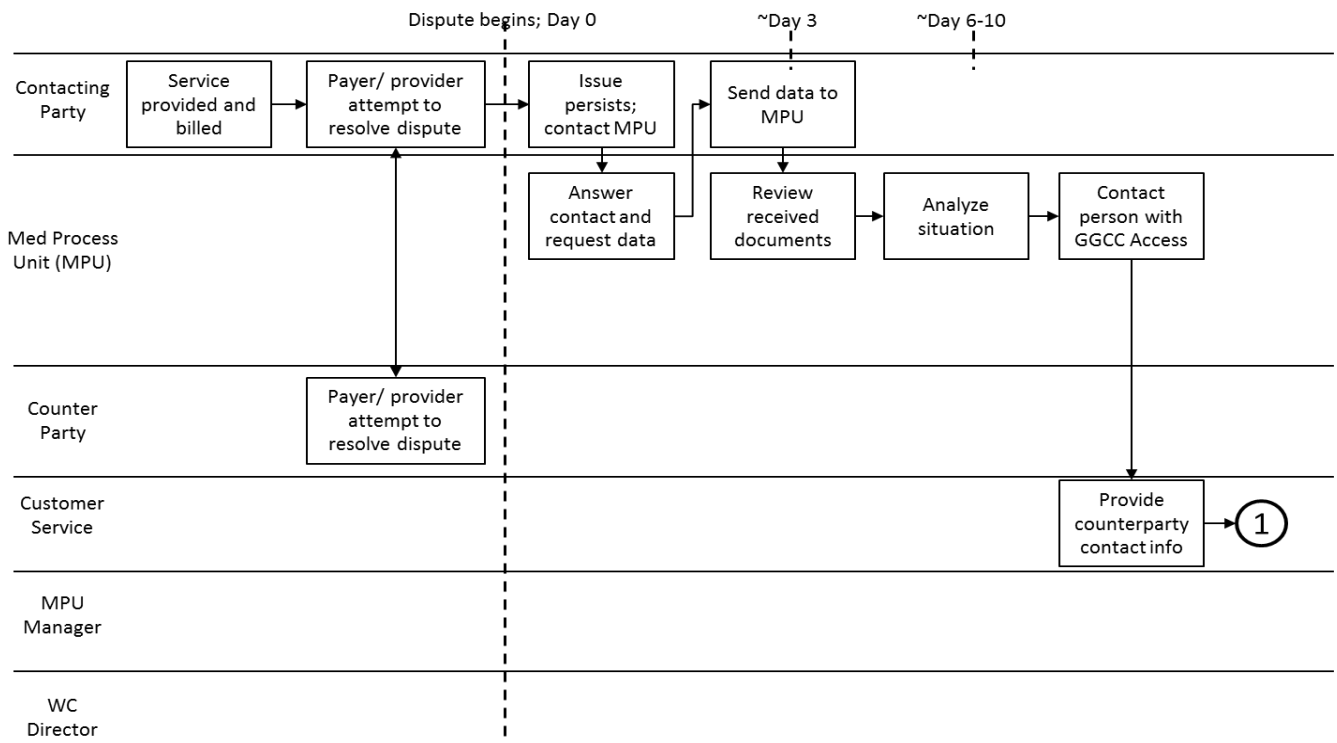 Dispute begins; Day 0
~Day 3
~Day 6-10
Contacting
Party
Service
provided and
billed
Payer/ provider
attempt to
resolve dispute
Issue
persists;
contact MPU
Send data to
MPU
Med Process
Unit (MPU)
Answer
contact and
request data
Review
received
documents
Analyze
situation
Contact
person with
GGCC Access
Counter
Party
Payer/ provider
attempt to
resolve dispute
Customer
Service
Provide
counterparty
contact info
1
MPU
Manager
WC
Director